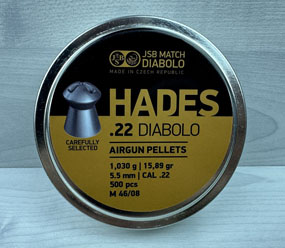 JSB MATCH
DIABOLO
MADE IN CZECH REPUBLIC
HADES
.22 DIABOLO
CAREFULLY
SELECTED
AIRGUN PELLETS
1,030 g | 15,89 gr
5.5 mm | CAL .22
500 pcs
M 46/08